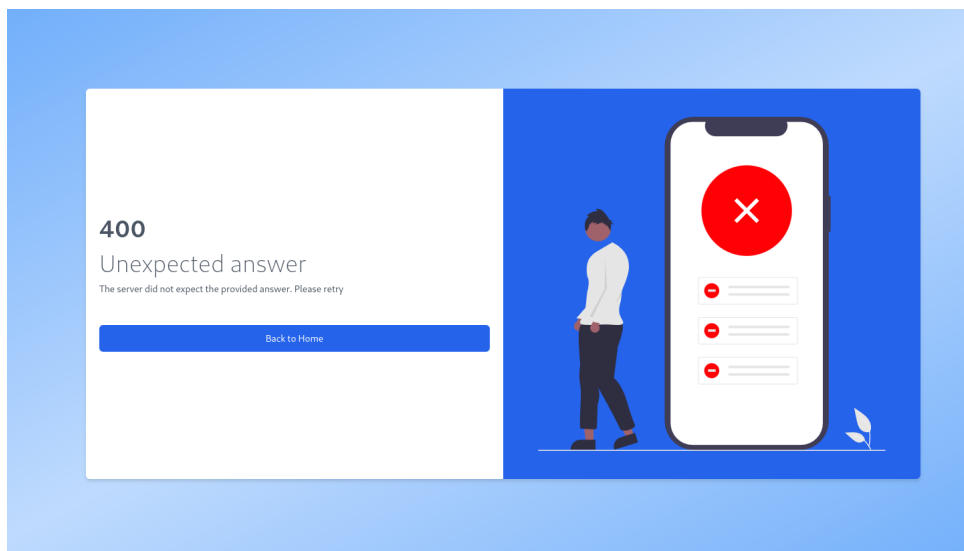 400
Unexpected answer
The server did not expect the provided answer. Please retry
Back to Home